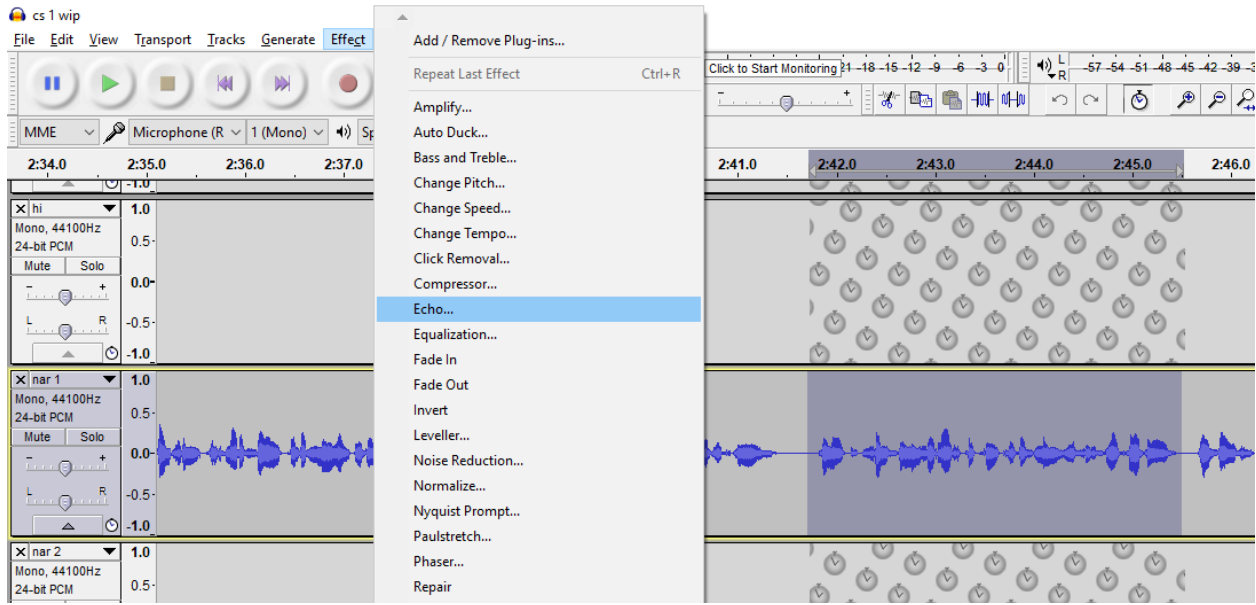 cs 1 wip
File Edit View Transport Tracks Generate Effect
Add / Remove Plug-ins...
Repeat Last Effect Ctrl+R
Amplify...
Auto Duck...
Bass and Treble...
Change Pitch...
Change Speed...
Change Tempo...
Click Removal...
Compressor...
Echo...
Equalization...
Fade In
Fade Out
Invert
Leveller...
Noise Reduction...
Normalize...
Nyquist Prompt...
Paulstretch...
Phaser...
Repair
Click to Start Monitoring 21 -18 -15 -12 -9 -6 -3 0
L
R
-57 -54 -51 -48 -45 -42 -39
- +
MME Microphone (R 1 (Mono)
2:34.0 2:35.0 2:36.0 2:37.0 2:41.0 2:42.0 2:43.0 2:44.0 2:45.0 2:46.0
-1.0
X hi 1.0
Mono, 44100Hz
24-bit PCM 0.5
Mute Solo
- + 0.0
L R -0.5
-1.0
X nar 1 1.0
Mono, 44100Hz
24-bit PCM 0.5
Mute Solo
- + 0.0
L R -0.5
-1.0
X nar 2 1.0
Mono, 44100Hz
24-bit PCM 0.5